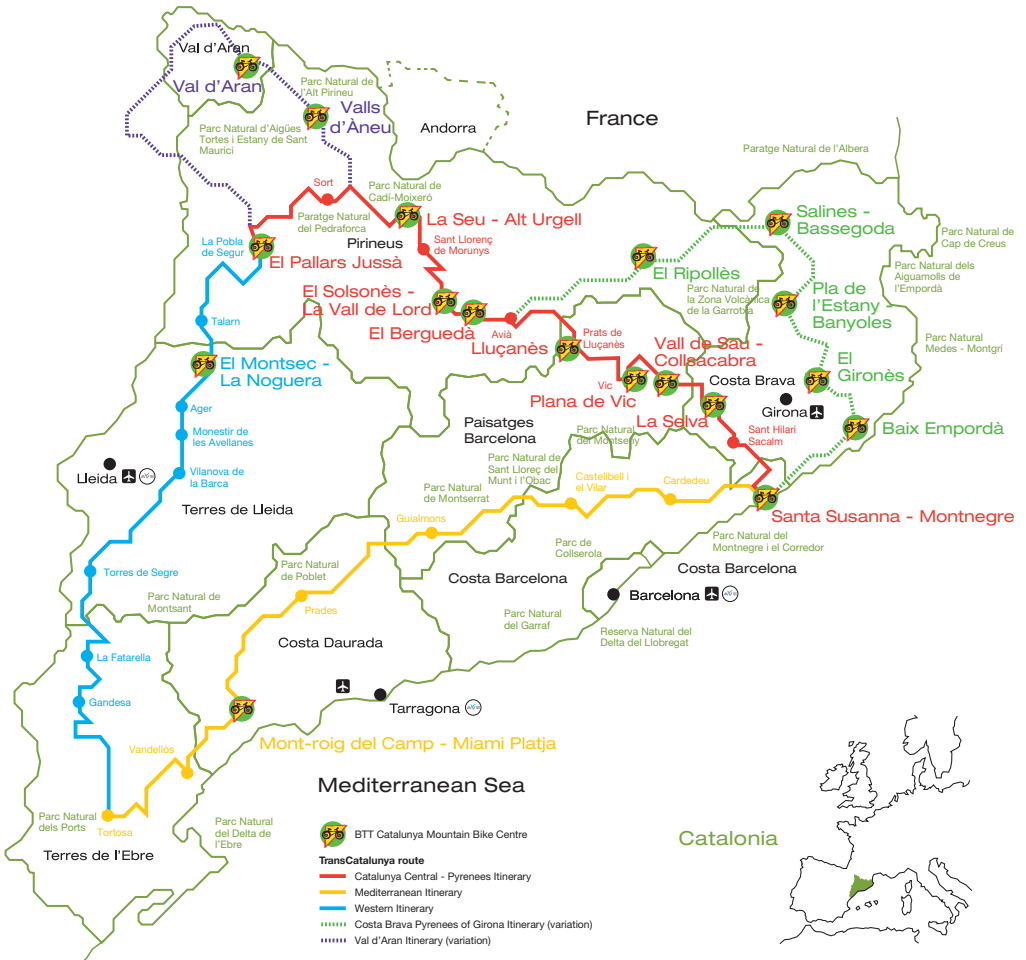 Val d'Aran
Val d'Aran
Parc Natural de
l'Alt Pirineu
Valls
d'Àneu
Parc Natural d'Aigües
Tortes i Estany de Sant
Maurici
Andorra
France
Paratge Natural de l'Albera
Sort
Parc Natural de
Cadí-Moixeró
Paratge Natural
del Pedraforca
La Seu - Alt Urgell
Salines -
Bassegoda
Parc Natural de
Cap de Creus
La Pobla
de Segur
Pirineus
Sant Llorenç
de Morunys
El Pallars Jussà
El Ripollès
Parc Natural dels
Aiguamolls de
l'Empordà
El Solsonès -
La Vall de Lord
Parc Natural de
la Zona Volcànica
de la Garrotxa
Pla de
l'Estany -
Banyoles
Talarn
El Berguedà
Avià
Lluçanès
Prats de
Lluçanès
Vall de Sau -
Collsacabra
Parc Natural
Medes - Montgrí
El Montsec -
La Noguera
Vic
Plana de Vic
Costa Brava
El
Gironès
Girona
La Selva
Baix Empordà
Ager
Paisatges
Barcelona
Parc Natural
del Montseny
Sant Hilari
Sacalm
Monestir de
les Avellanes
Lleida
Vilanova de
la Barca
Parc Natural de
Sant Lloreç del
Munt i l'Obac
Castellbell i
el Vilar
Cardedeu
Parc Natural
de Montserrat
Terres de Lleida
Guialmons
Santa Susanna - Montnegre
Parc Natural del
Montnegre i el Corredor
Parc de
Collserola
Torres de Segre
Parc Natural
de Poblet
Costa Barcelona
Costa Barcelona
Parc Natural de
Montsant
Prades
Barcelona
Parc Natural
del Garraf
Reserva Natural del
Delta del Llobregat
Costa Daurada
La Fatarella
Gandesa
Tarragona
Vandellòs
Mont-roig del Camp - Miami Platja
Mediterranean Sea
Parc Natural
dels Ports
Tortosa
Parc Natural
del Delta de
l'Ebre
Terres de l'Ebre
Catalonia
BTT Catalunya Mountain Bike Centre
TransCatalunya route
Catalunya Central - Pyrenees Itinerary
Mediterranean Itinerary
Western Itinerary
Costa Brava Pyrenees of Girona Itinerary (variation)
Val d'Aran Itinerary (variation)